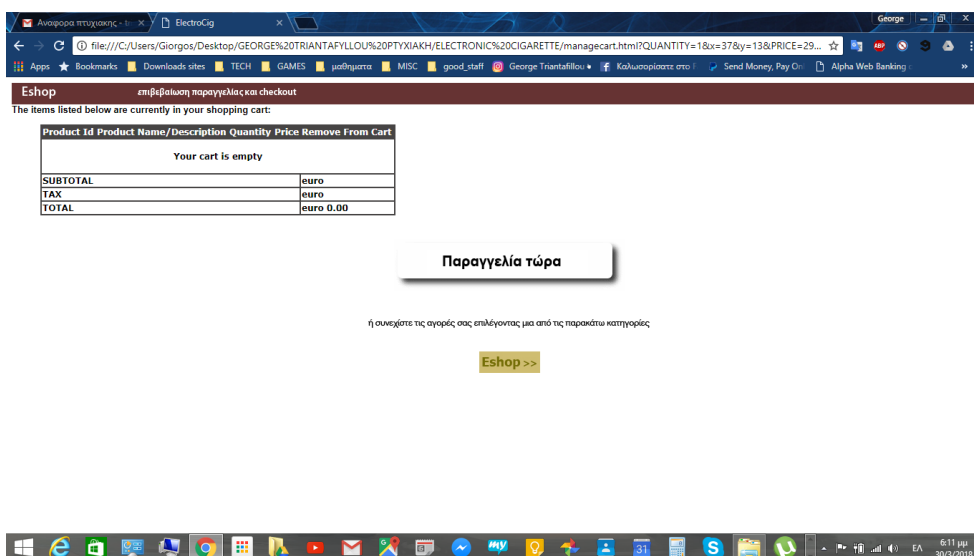 Αναφορα πτυχιακης - tr
ElectroCig
George
file:///C:/Users/Giorgos/Desktop/GEORGE%20TRIANTAFYLLOU%20PTYXIAKH/ELECTRONIC%20CIGARETTE/managecart.html?QUANTITY=1&x=37&y=13&PRICE=29...
Apps Bookmarks Downloads sites TECH GAMES μαθηματα MISC good_staff George Triantafillou Καλωσορίσατε στο F Send Money, Pay Onl Alpha Web Banking »
Eshop επιβεβαίωση παραγγελίας και checkout
The items listed below are currently in your shopping cart:
Product Id Product Name/Description Quantity Price Remove From Cart
Your cart is empty
SUBTOTAL euro
TAX euro
TOTAL euro 0.00
Παραγγελία τώρα
ή συνεχίστε τις αγορές σας επιλέγοντας μια από τις παρακάτω κατηγορίες
Eshop >>
6:11 μμ
ΕΛ
30/3/201